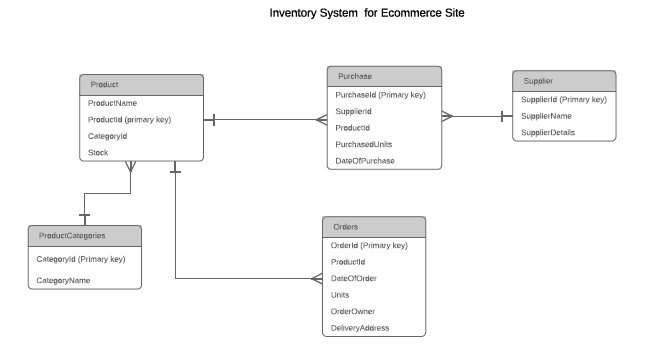 Inventory System for Ecommerce Site
Product
ProductName
ProductId (primary key)
CategoryId
Stock
Purchase
PurchaseId (Primary key)
SupplierId
ProductId
PurchasedUnits
DateOfPurchase
Supplier
SupplierId (Primary key)
SupplierName
SupplierDetails
ProductCategories
CategoryId (Primary key)
CategoryName
Orders
OrderId (Primary key)
ProductId
DateOfOrder
Units
OrderOwner
DeliveryAddress